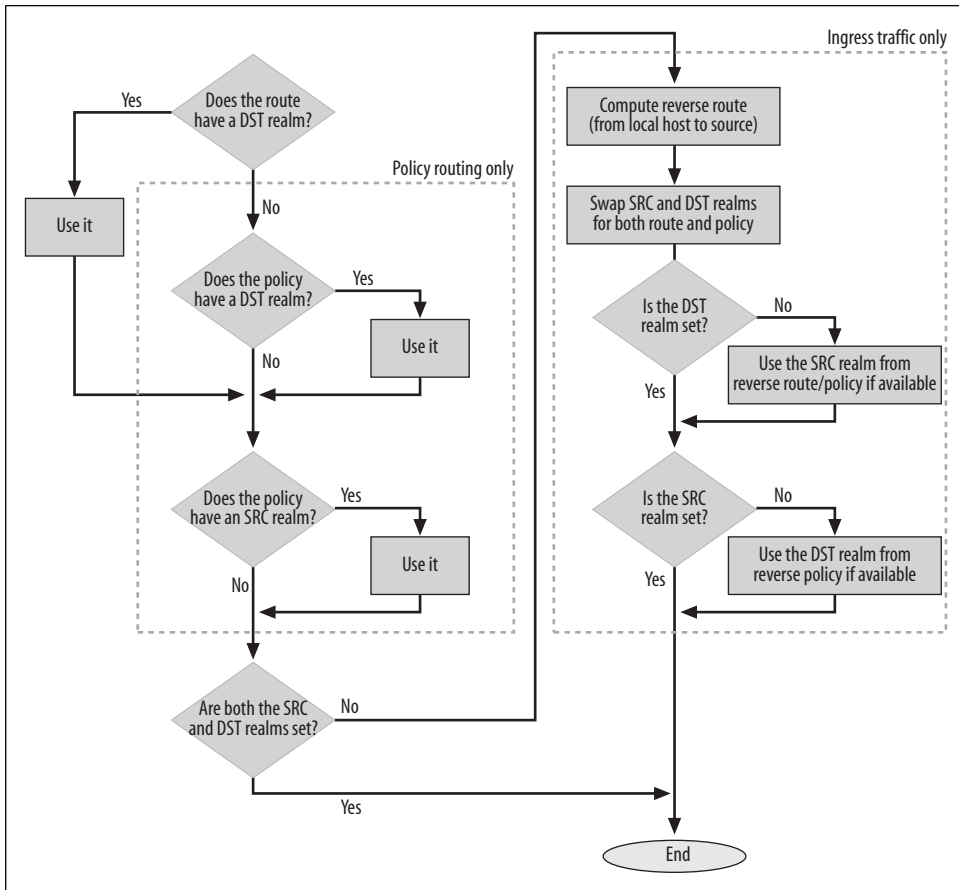 Does the route
have a DST realm?
Yes
No
Use it
Policy routing only
Does the policy
have a DST realm?
Yes
Use it
No
Does the policy
have an SRC realm?
Yes
Use it
No
Are both the SRC
and DST realms set?
No
Yes
Ingress traffic only
Compute reverse route
(from local host to source)
Swap SRC and DST realms
for both route and policy
Is the DST
realm set?
No
Use the SRC realm from
reverse route/policy if available
Yes
Is the SRC
realm set?
No
Use the DST realm from
reverse policy if available
Yes
End